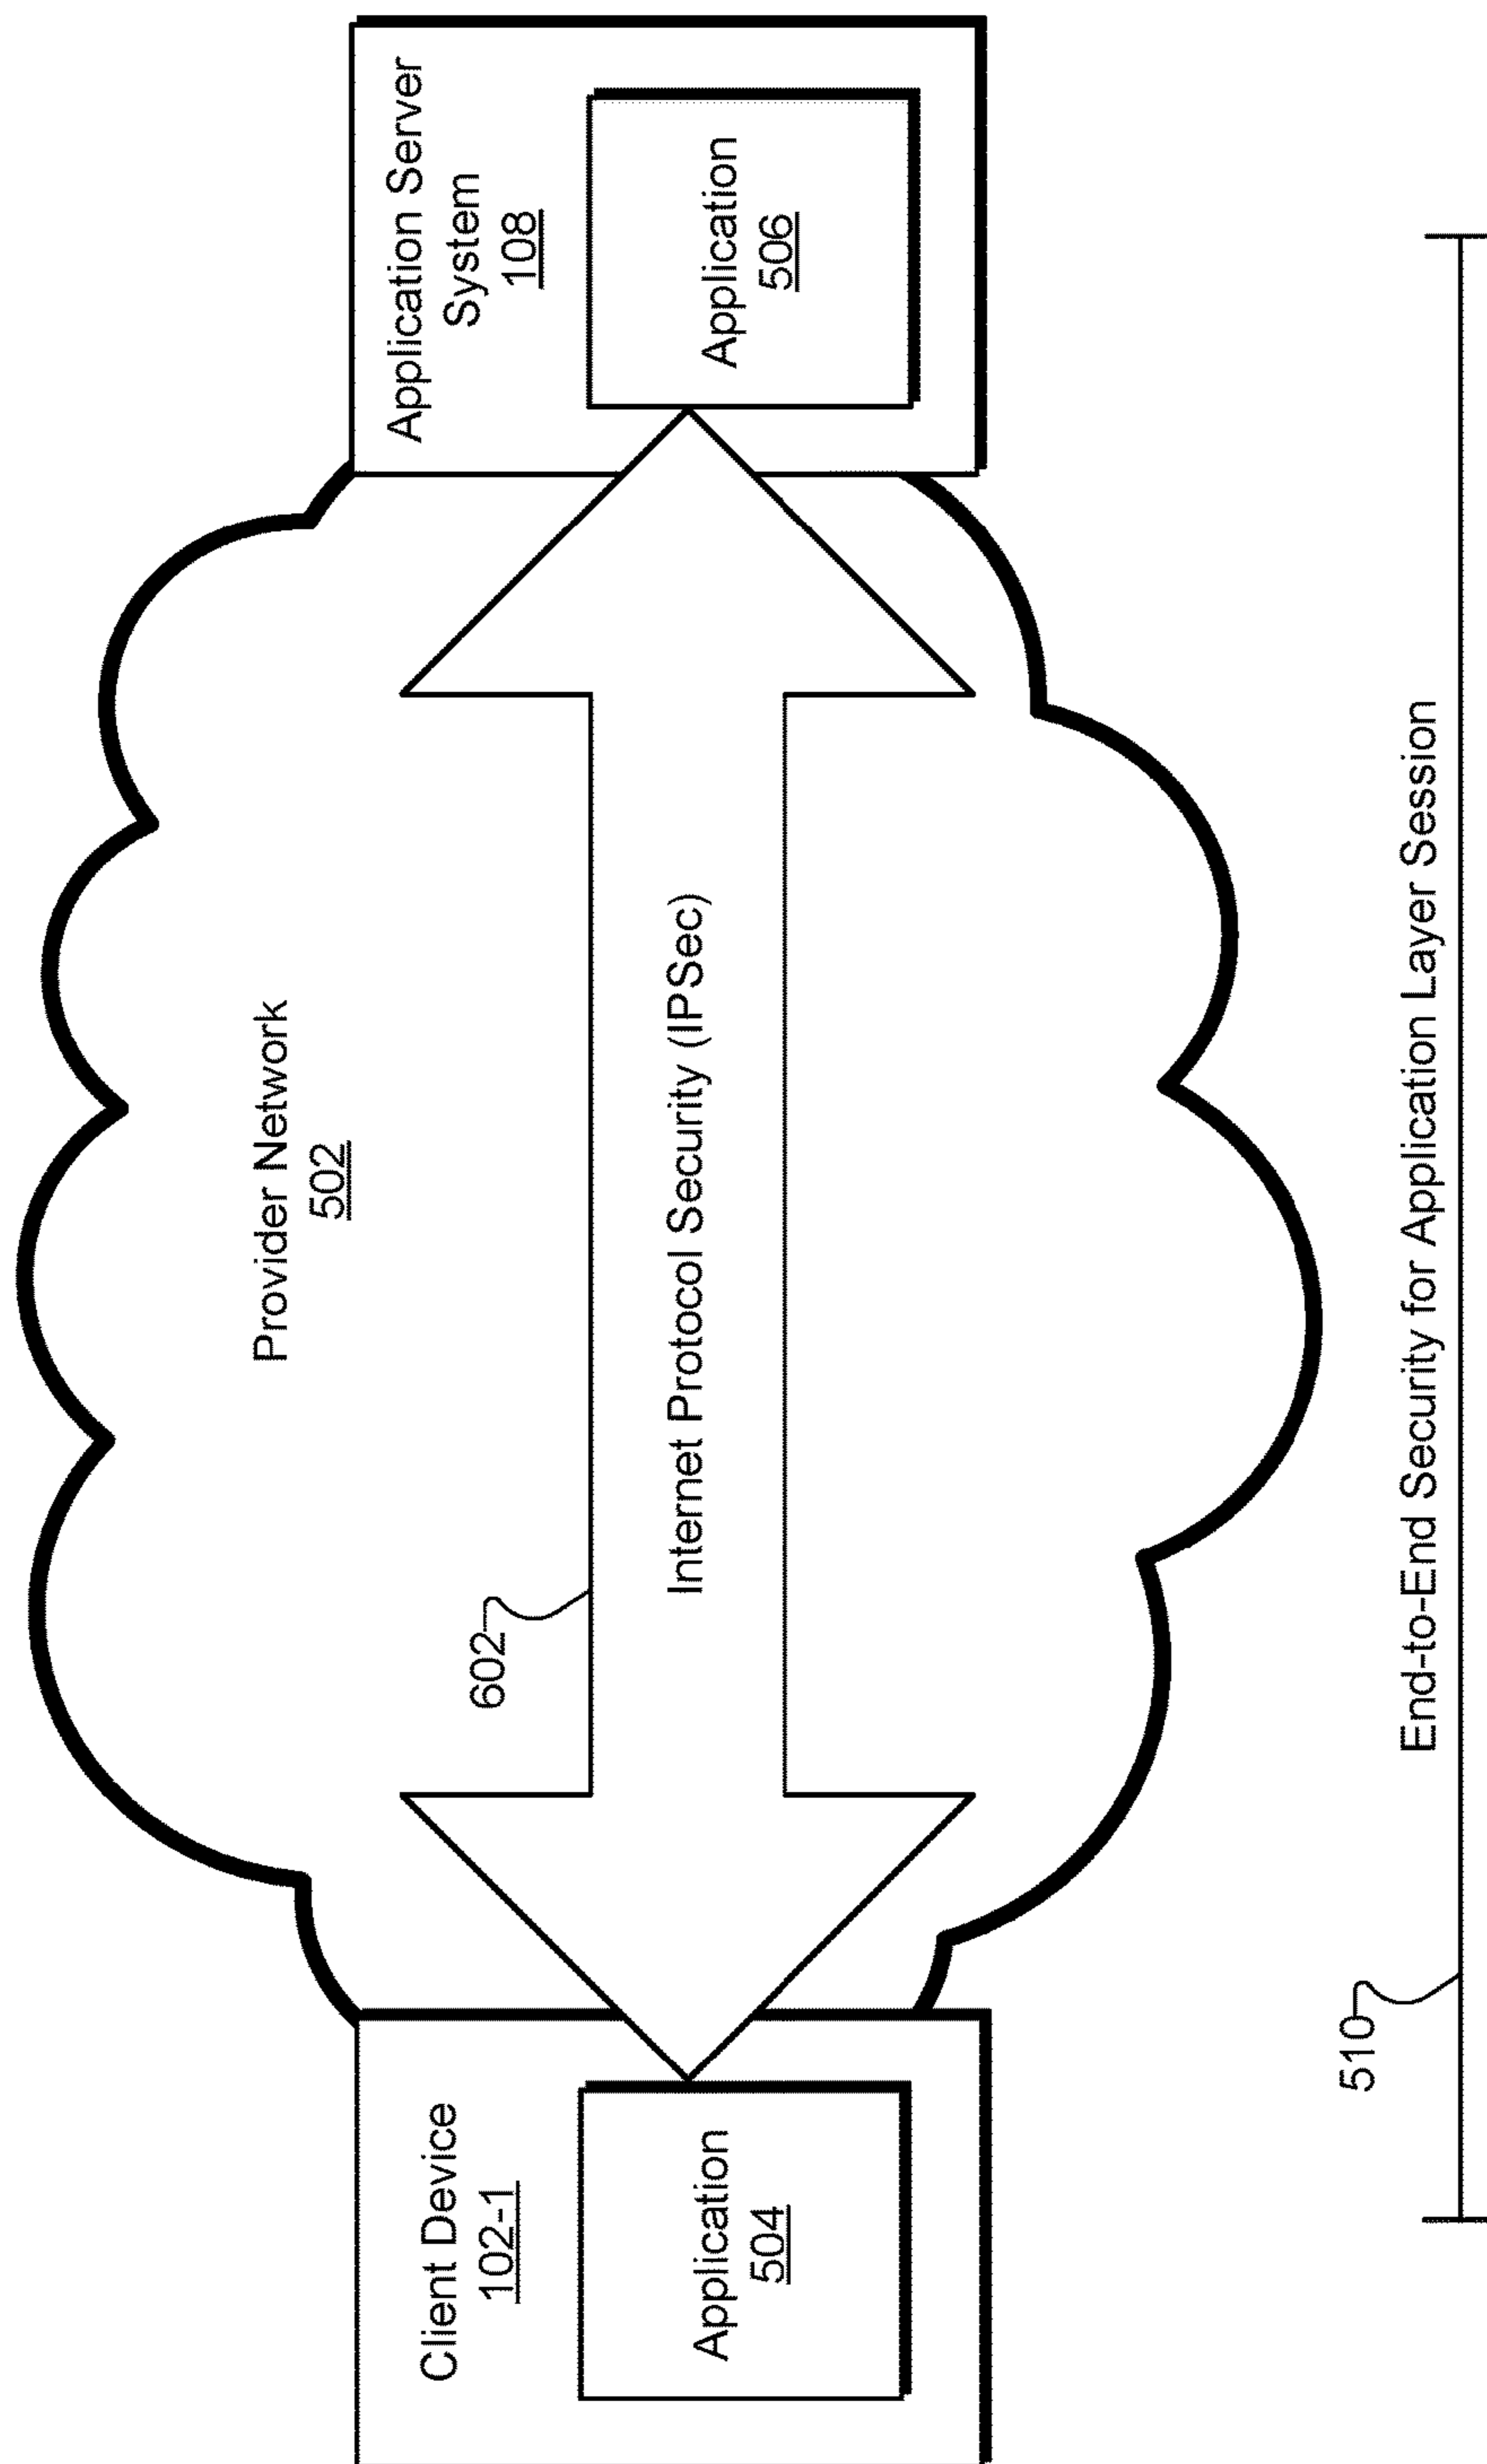 Provider Network
502
Client Device
102-1
Application
504
602
Internet Protocol Security (IPSec)
Application Server
System
108
Application
506
510
End-to-End Security for Application Layer Session